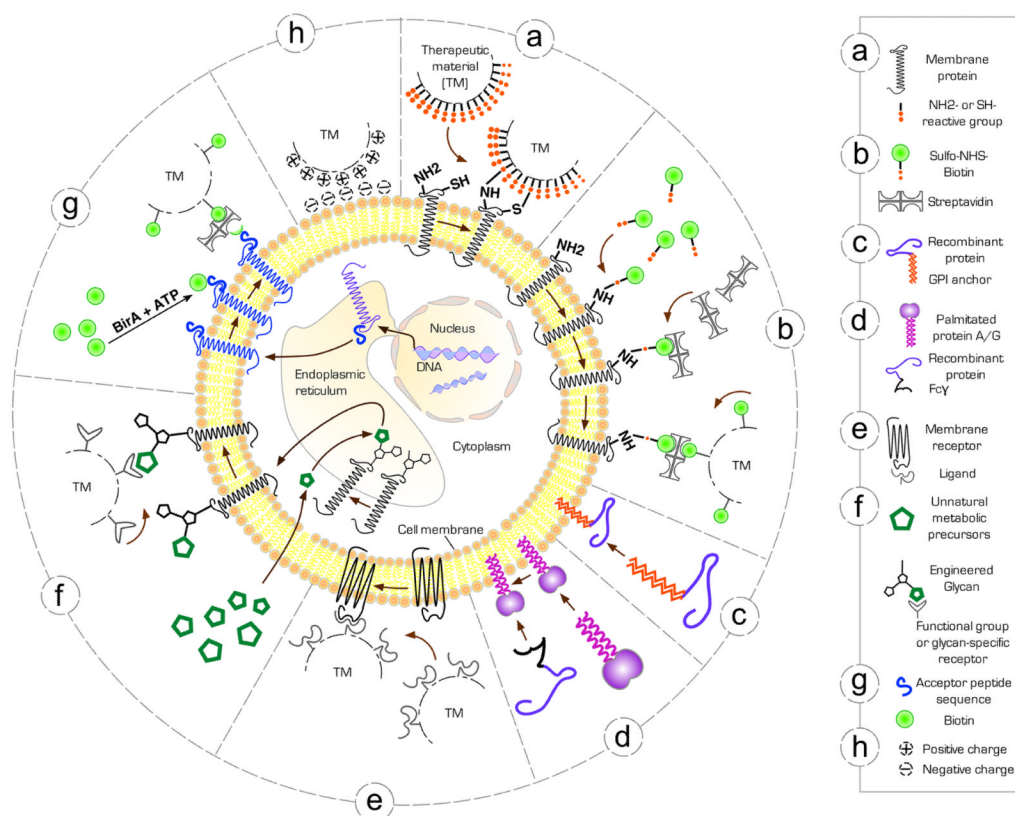 h
a
Therapeutic
material
(TM)
TM
TM
NH2
SH
NH
S
g
TM
NH2
NH
BirA + ATP
Nucleus
DNA
Endoplasmic
reticulum
b
NH
Cytoplasm
NH
TM
TM
Cell membrane
f
c
TM
TM
d
e
a
Membrane
protein
NH2- or SH-
reactive group
b
Sulfo-NHS-
Biotin
Streptavidin
c
Recombinant
protein
GPI anchor
d
Palmitated
protein A/G
Recombinant
protein
Fcγ
e
Membrane
receptor
Ligand
f
Unnatural
metabolic
precursors
Engineered
Glycan
Functional group
or glycan-specific
receptor
g
Acceptor peptide
sequence
Biotin
h
Positive charge
Negative charge